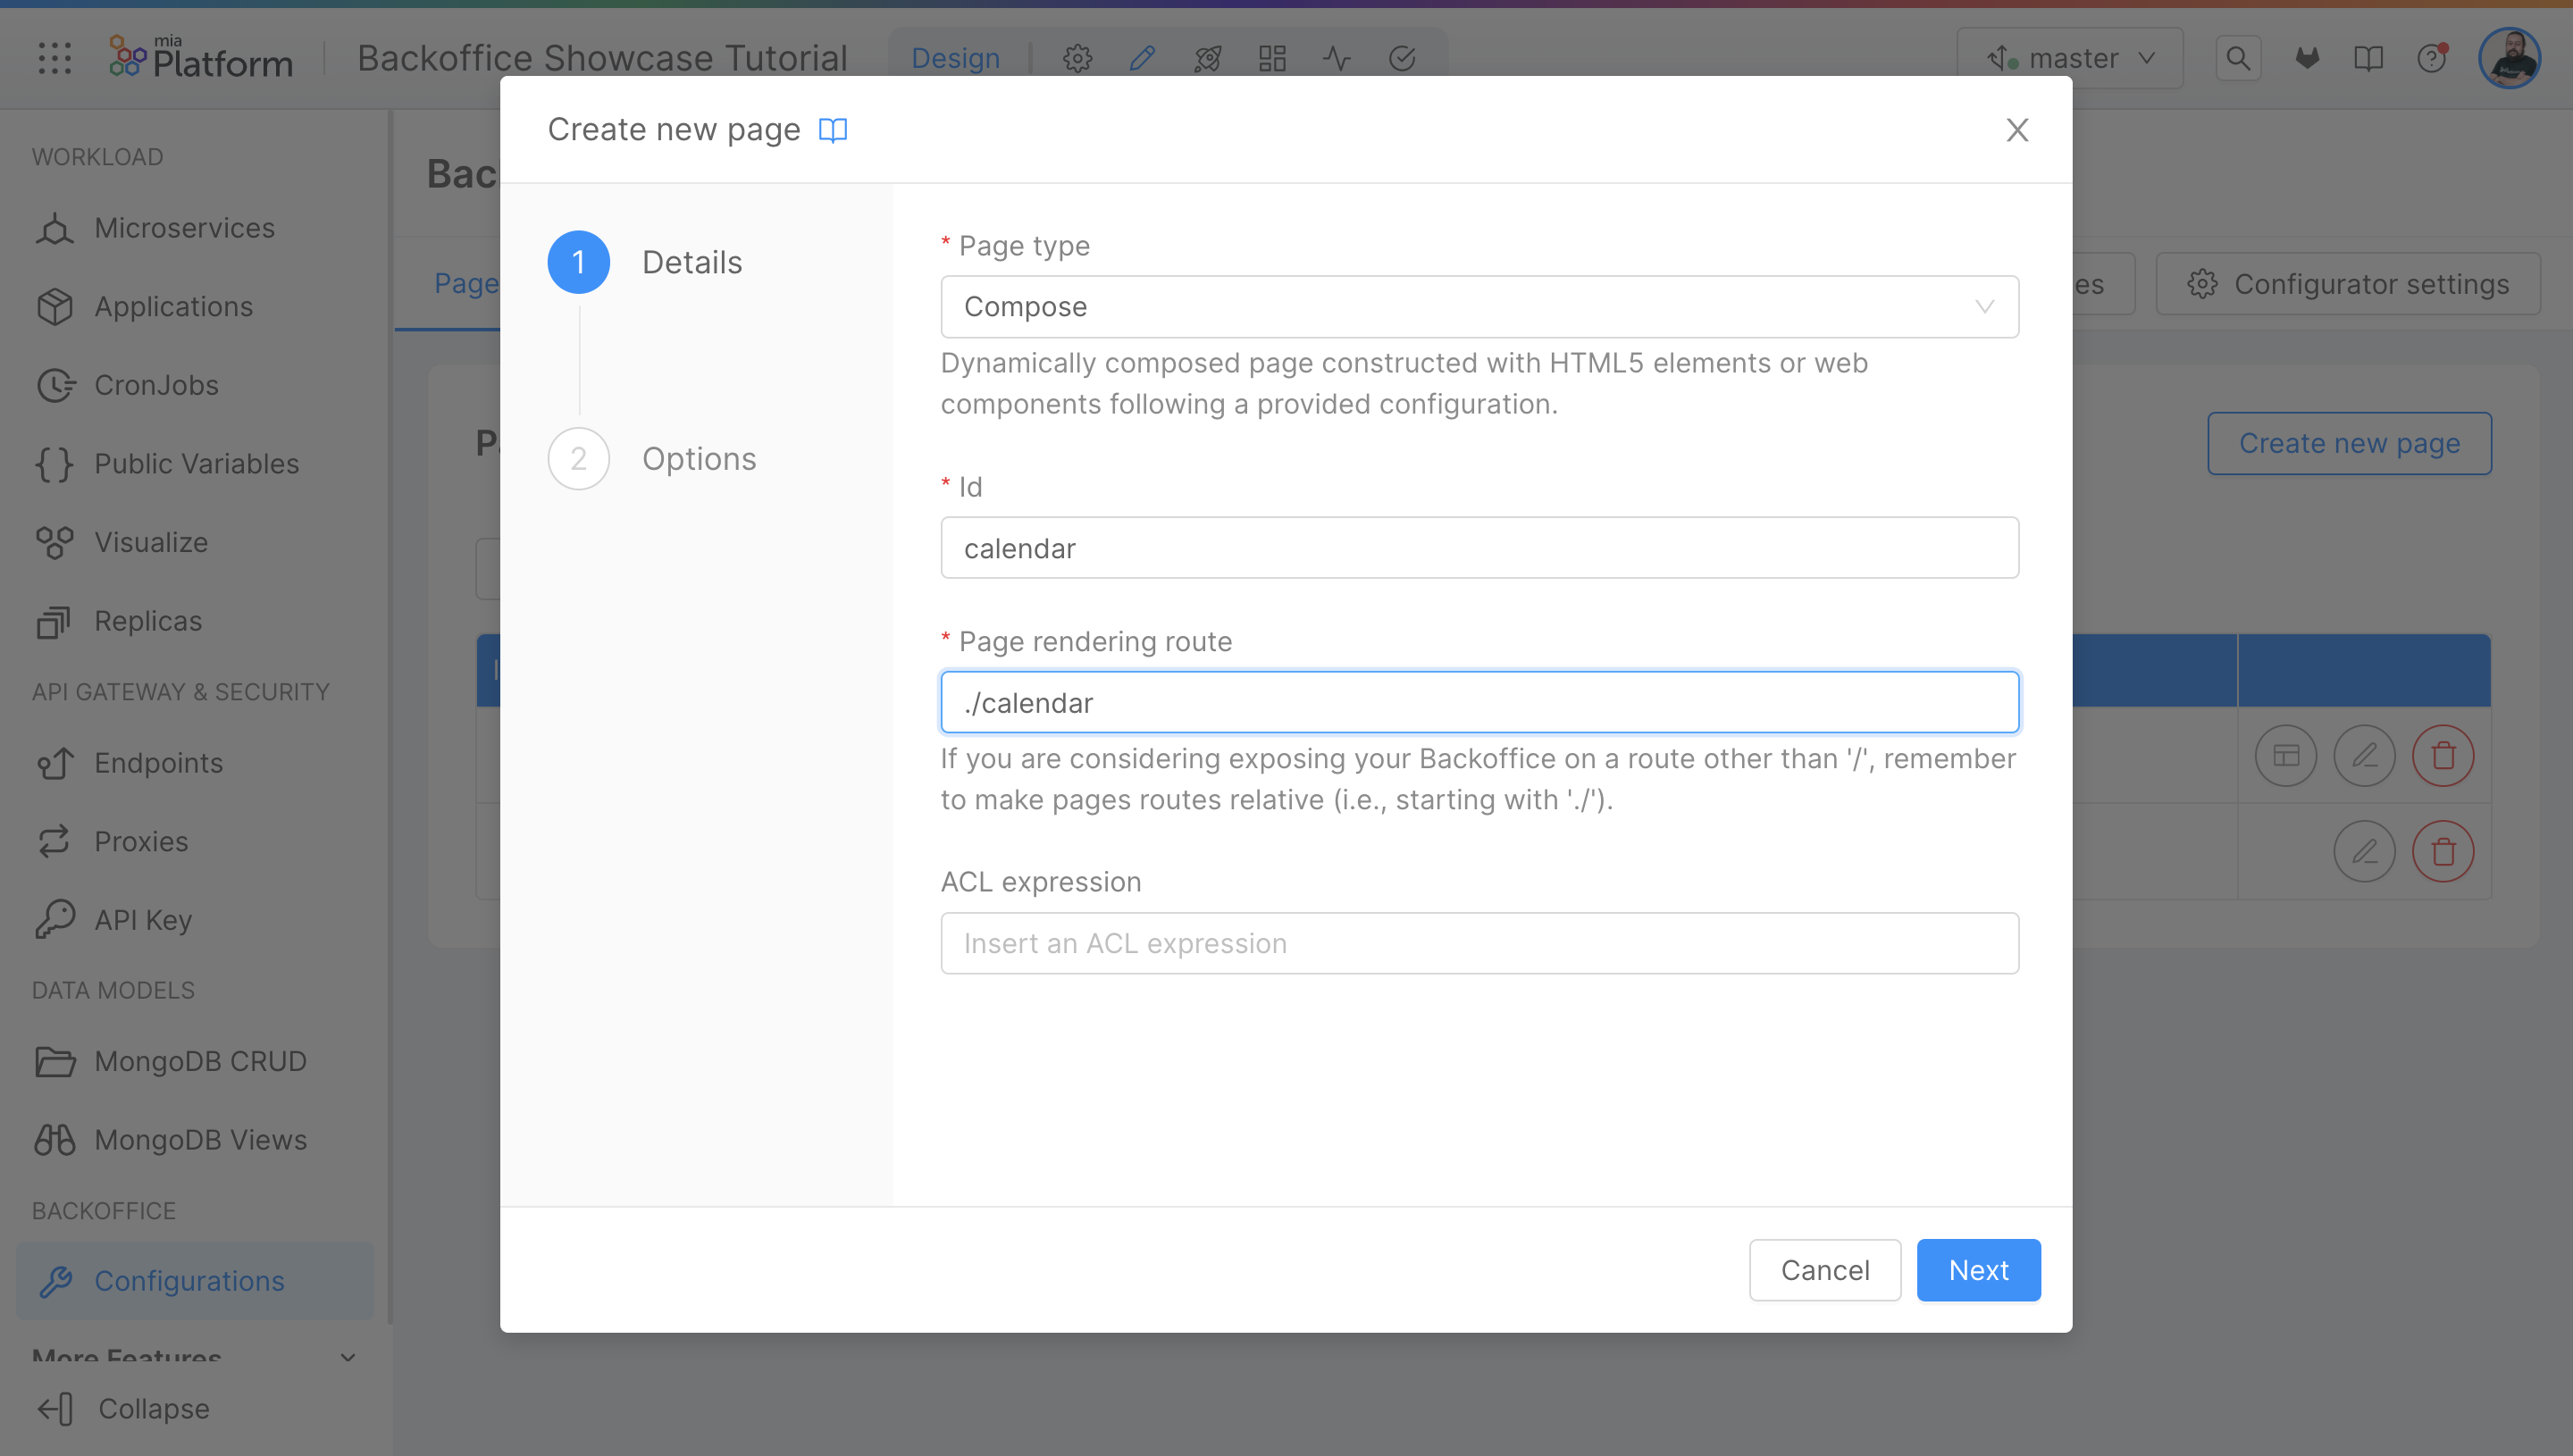 mia
Platform
Backoffice Showcase Tutorial
Design
master
WORKLOAD
Microservices
Applications
CronJobs
Public Variables
Visualize
Replicas
API GATEWAY & SECURITY
Endpoints
Proxies
API Key
DATA MODELS
MongoDB CRUD
MongoDB Views
BACKOFFICE
Configurations
More Features
Collapse
Bac
Page
es
Configurator settings
Create new page
Create new page
1 Details
2 Options
* Page type
Compose
Dynamically composed page constructed with HTML5 elements or web
components following a provided configuration.
* Id
calendar
* Page rendering route
./calendar
If you are considering exposing your Backoffice on a route other than '/', remember
to make pages routes relative (i.e., starting with './').
ACL expression
Insert an ACL expression
Cancel
Next